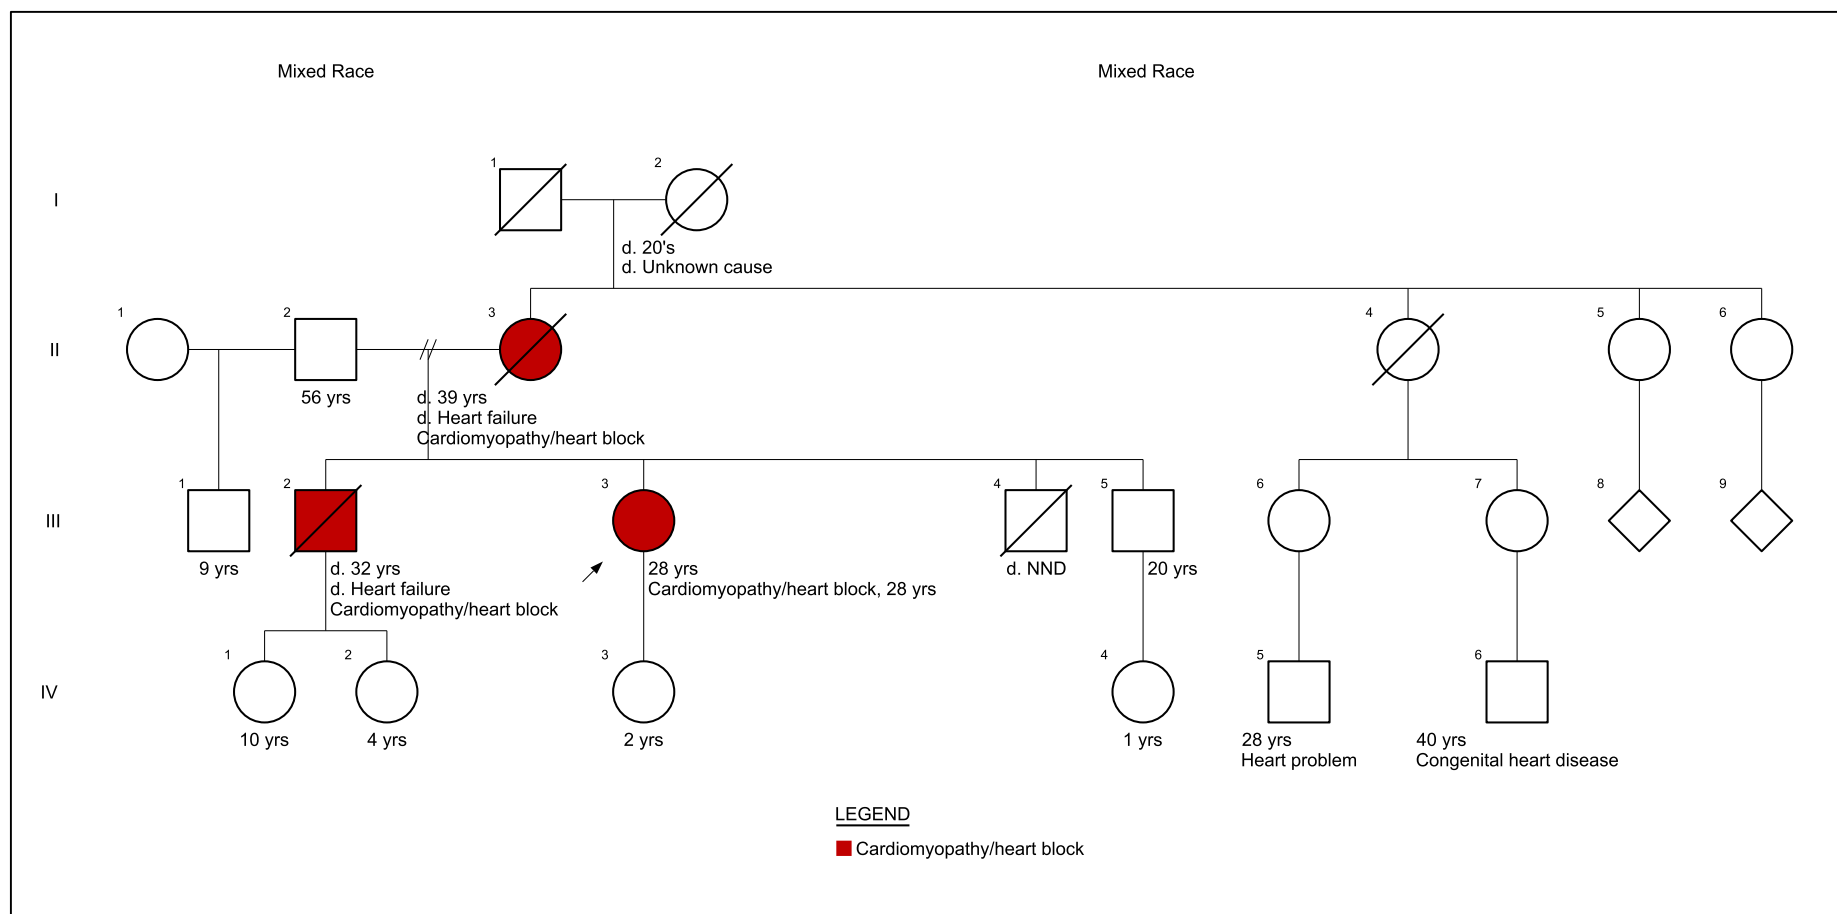 Mixed Race
Mixed Race
1
2
I
d. 20's
d. Unknown cause
1
2
3
4
5
6
II
56 yrs
d. 39 yrs
d. Heart failure
Cardiomyopathy/heart block
1
2
3
4
5
6
7
8
9
III
9 yrs
d. 32 yrs
d. Heart failure
Cardiomyopathy/heart block
28 yrs
Cardiomyopathy/heart block, 28 yrs
d. NND
20 yrs
1
2
3
4
5
6
IV
10 yrs
4 yrs
2 yrs
1 yrs
28 yrs
Heart problem
40 yrs
Congenital heart disease
LEGEND
Cardiomyopathy/heart block